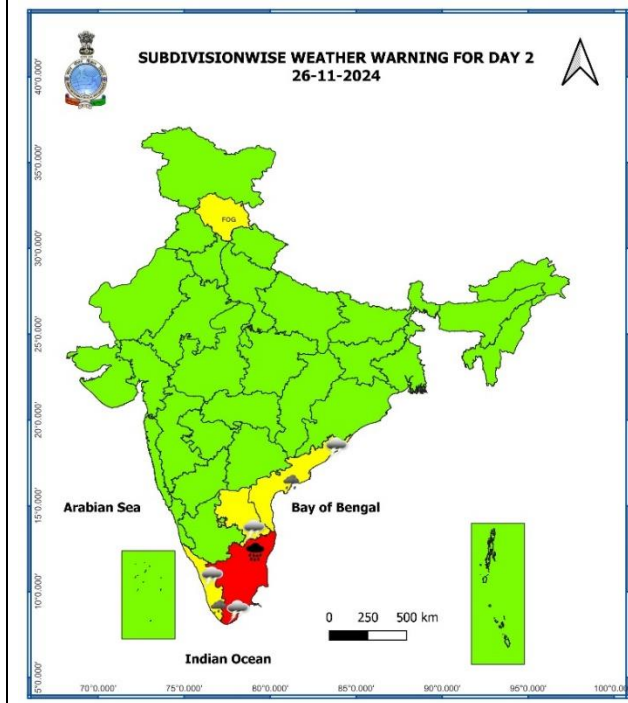 SUBDIVISIONWISE WEATHER WARNING FOR DAY 2
26-11-2024
40°0.000'
35°0.000'
30°0.000'
25°0.000'
20°0.000'
15°0.000'
10°0.000'
5°0.000'
FOG
Arabian Sea
Bay of Bengal
0 250 500 km
Indian Ocean
70°0.000' 75°0.000' 80°0.000' 85°0.000' 90°0.000' 95°0.000' 100°0.0